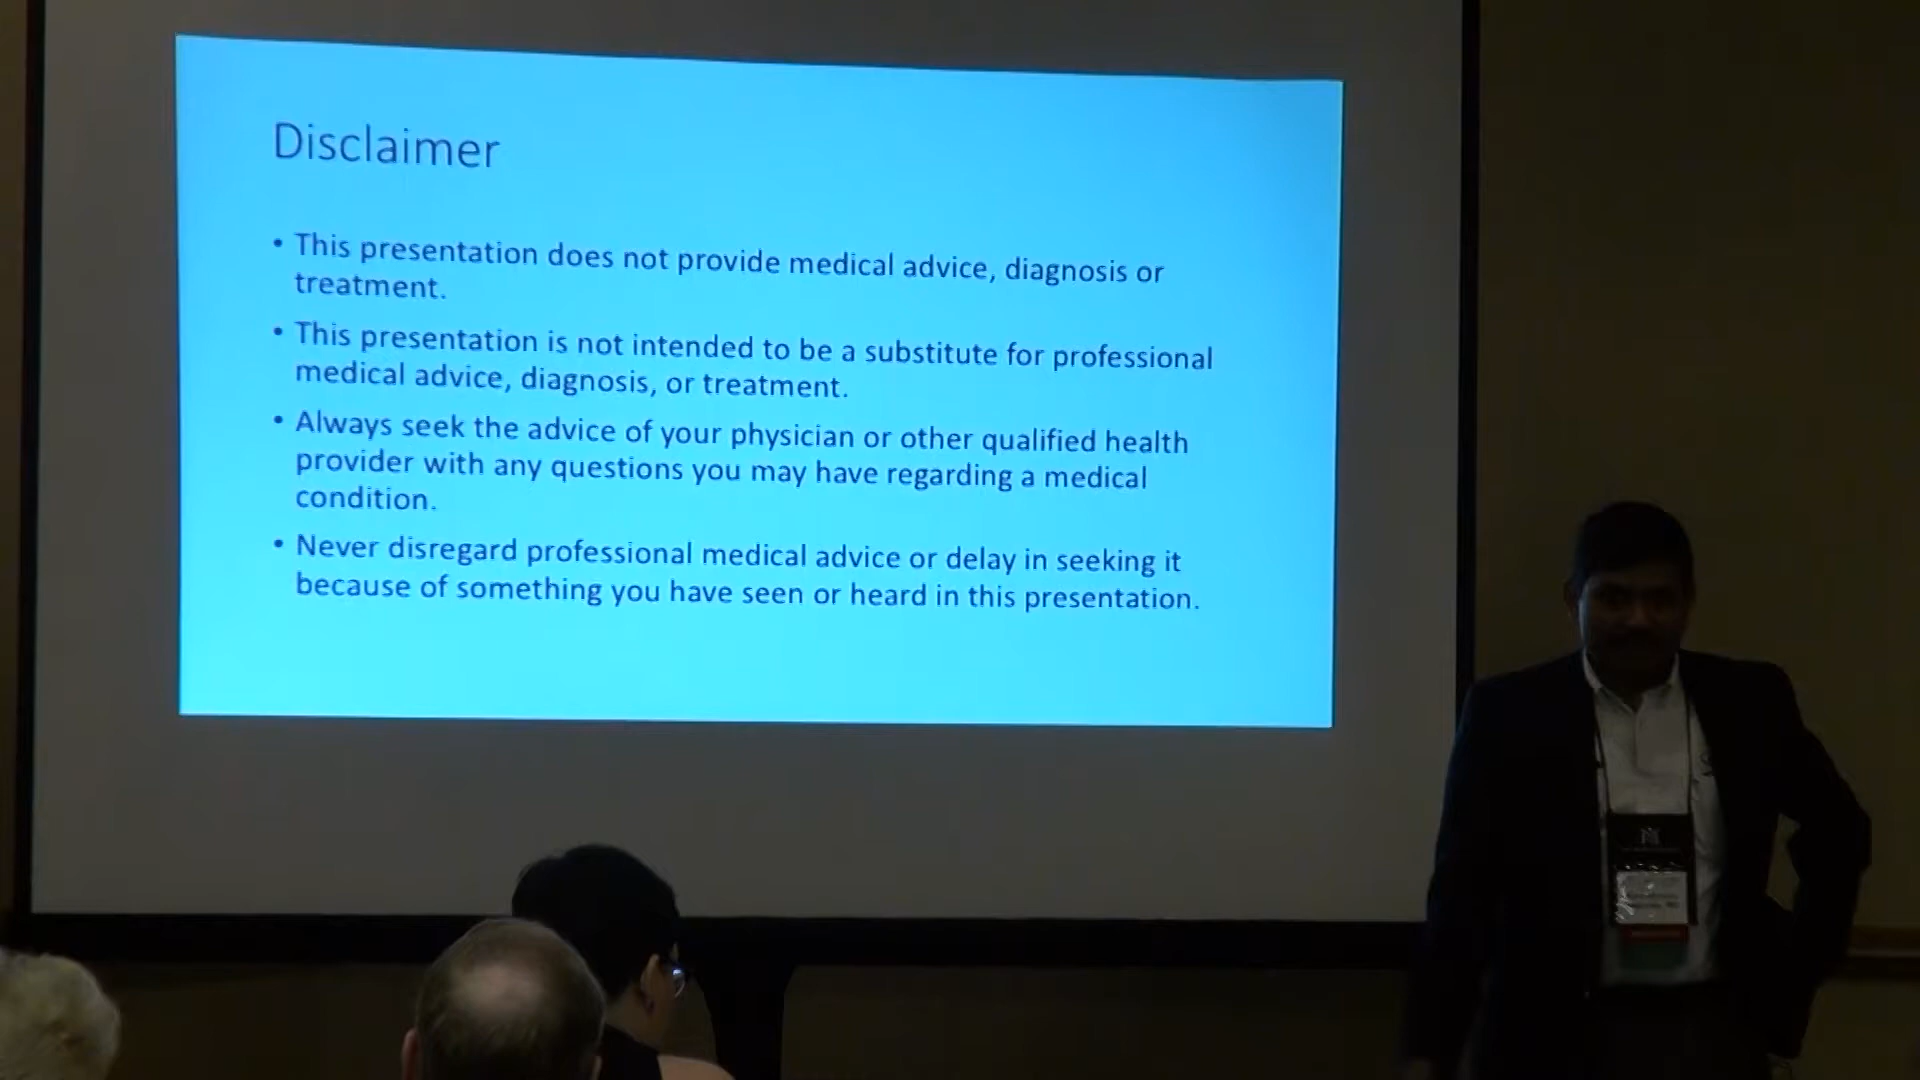 Disclaimer
• This presentation does not provide medical advice, diagnosis or
treatment.
• This presentation is not intended to be a substitute for professional
medical advice, diagnosis, or treatment.
• Always seek the advice of your physician or other qualified health
provider with any questions you may have regarding a medical
condition.
• Never disregard professional medical advice or delay in seeking it
because of something you have seen or heard in this presentation.